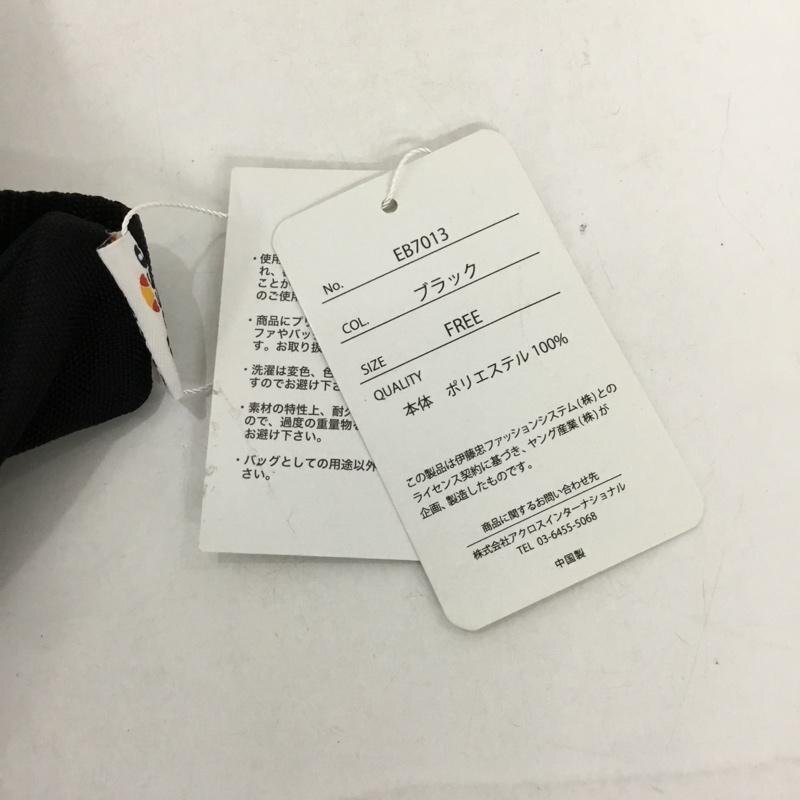 No. EB7013
COL. ブラック
SIZE FREE
QUALITY
本体 ポリエステル 100%
この製品は伊藤忠ファッションシステム(株)との
ライセンス契約に基づき、ヤング産業(株)が
企画、製造したものです。
商品に関するお問い合わせ先
株式会社アクロスインターナショナル
TEL 03-6455-5068
中国製
・使用
れ、
ことが
のご使用
・商品にプリ
ファやバッ
す。お取り扱
・洗濯は変色、色
すのでお避け下さ
・素材の特性上、耐久
ので、過度の重量物
お避け下さい。
・バッグとしての用途以外
さい。